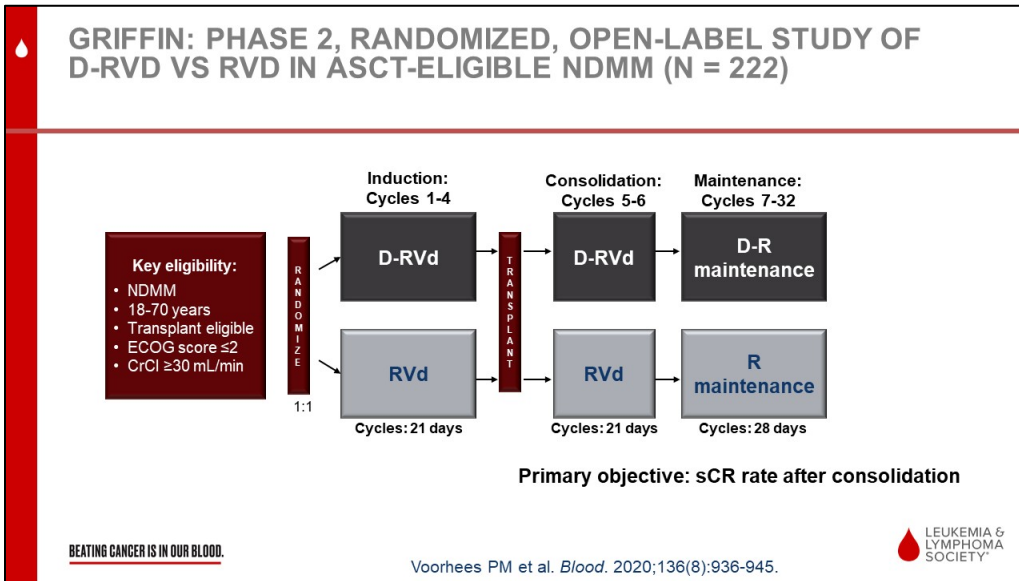 GRIFFIN: PHASE 2, RANDOMIZED, OPEN-LABEL STUDY OF
D-RVD VS RVD IN ASCT-ELIGIBLE NDMM (N = 222)
Key eligibility:
• NDMM
• 18-70 years
• Transplant eligible
• ECOG score ≤2
• CrCl ≥30 mL/min
RANDOMIZE
1:1
Induction:
Cycles 1-4
D-RVd
RVd
Cycles: 21 days
TRANSPLANT
Consolidation:
Cycles 5-6
D-RVd
RVd
Cycles: 21 days
Maintenance:
Cycles 7-32
D-R
maintenance
R
maintenance
Cycles: 28 days
Primary objective: sCR rate after consolidation
BEATING CANCER IS IN OUR BLOOD.
Voorhees PM et al. Blood. 2020;136(8):936-945.
LEUKEMIA &
LYMPHOMA
SOCIETY®